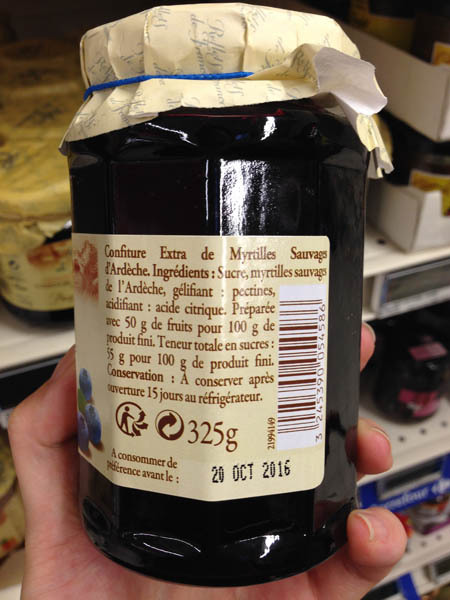 Confiture Extra de Myrtilles Sauvages
d'Ardèche. Ingrédients : Sucre, myrtilles sauvages
de l'Ardèche, gélifiant : pectines,
acidifiant : acide citrique. Préparée
avec 50 g de fruits pour 100 g de
produit fini. Teneur totale en sucres :
55 g pour 100 g de produit fini.
Conservation : A conserver après
ouverture 15 jours au réfrigérateur.
325g
A consommer de
préférence avant le :
20 OCT 2016
21994149
3 245390 054586